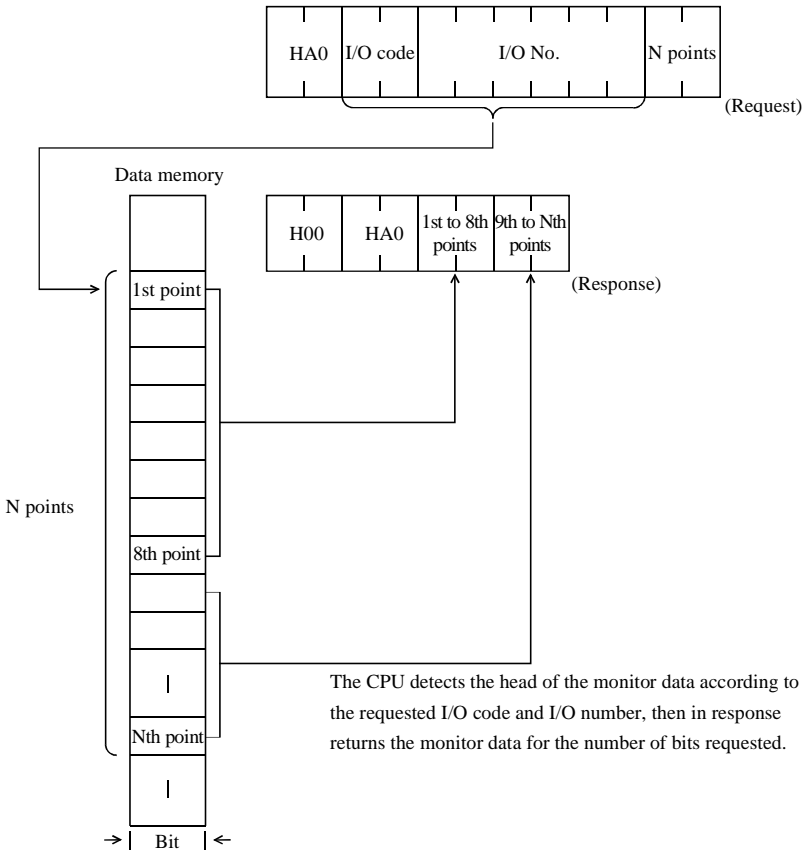 HA0 I/O code I/O No. N points
(Request)
Data memory
H00 HA0 1st to 8th points 9th to Nth points
(Response)
1st point
N points
8th point
Nth point
The CPU detects the head of the monitor data according to
the requested I/O code and I/O number, then in response
returns the monitor data for the number of bits requested.
Bit